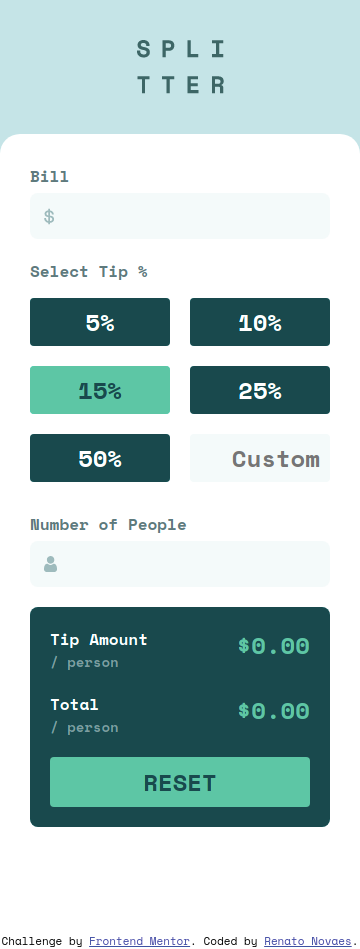 SPLI
TTER
Bill
$
Select Tip %
5%
10%
15%
25%
50%
Custom
Number of People
Tip Amount
/ person
$0.00
Total
/ person
$0.00
RESET
Challenge by Frontend Mentor. Coded by Renato Novaes.